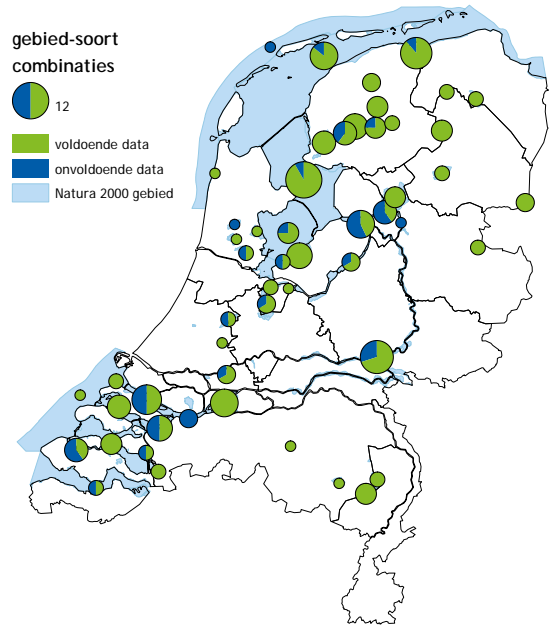 gebied-soort
combinaties
12
voldoende data
onvoldoende data
Natura 2000 gebied